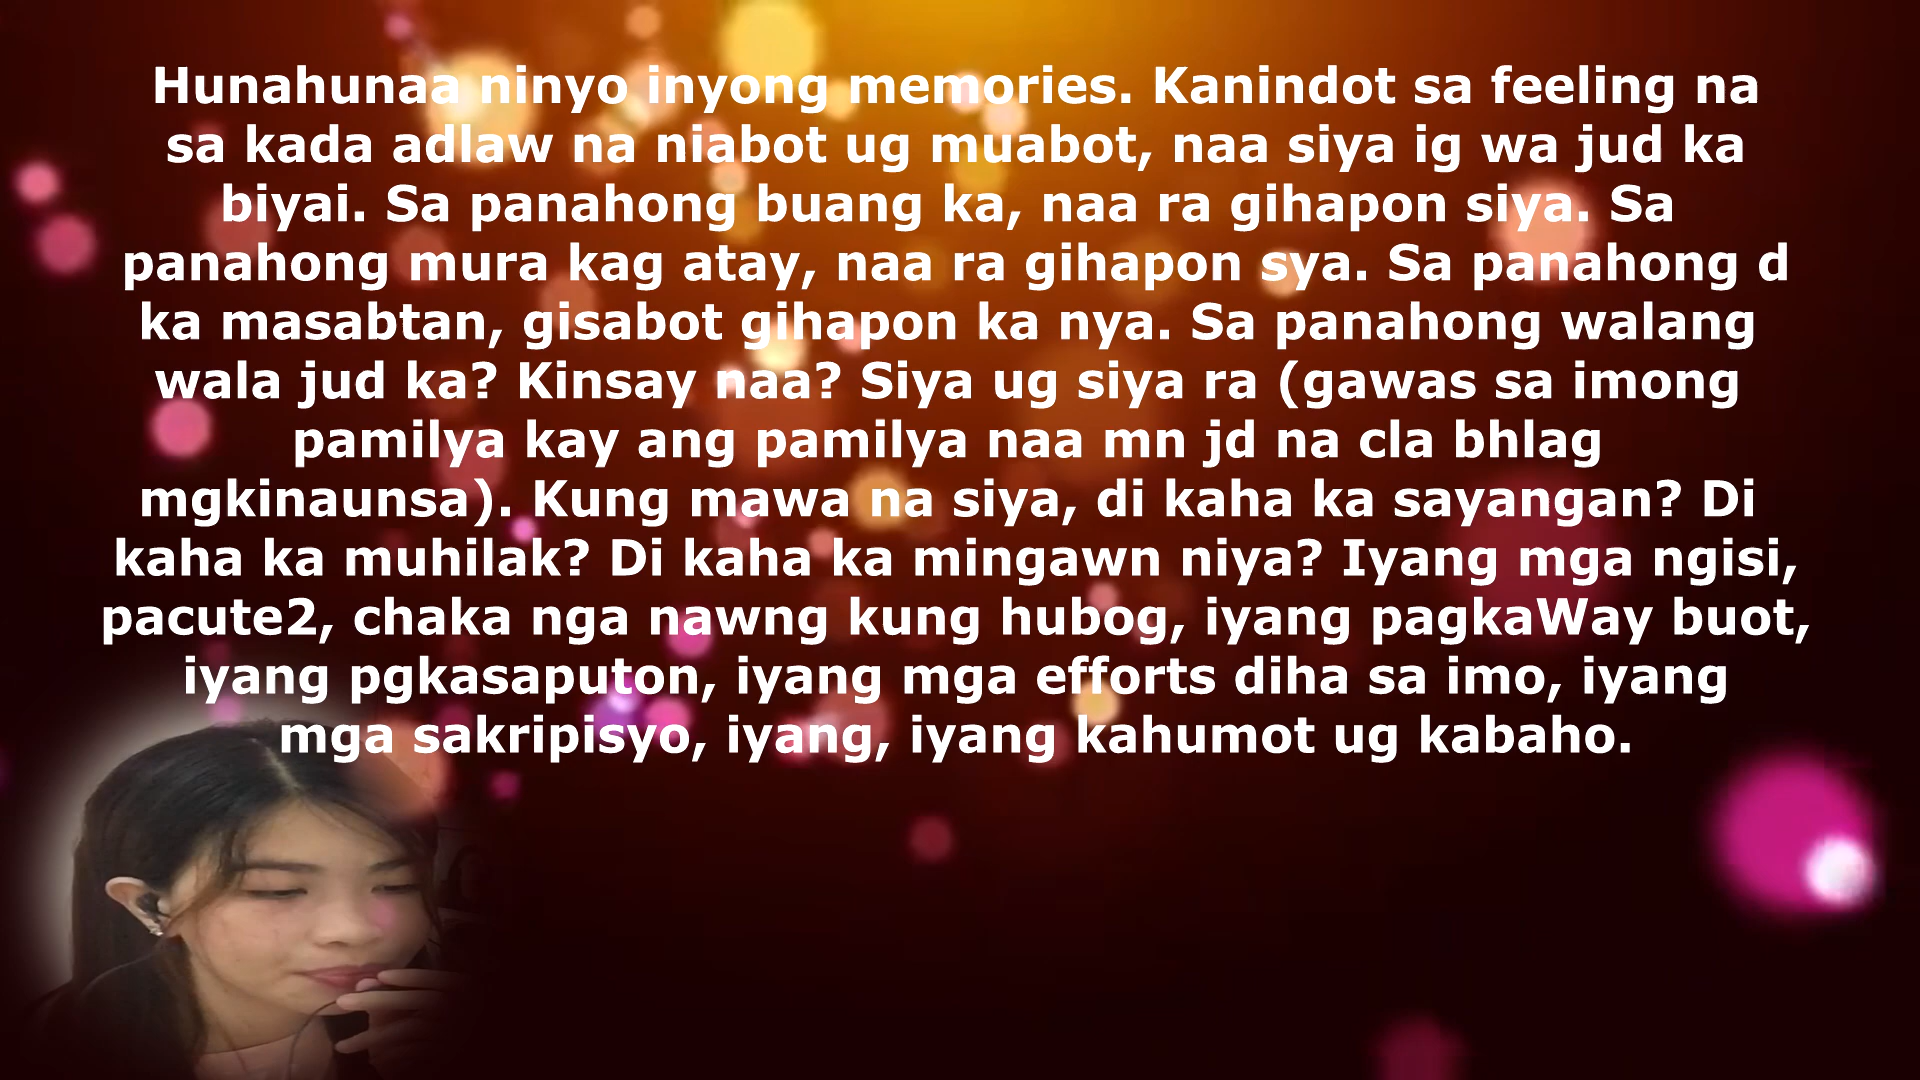 Hunahunaa ninyo inyong memories. Kanindot sa feeling na
sa kada adlaw na niabot ug muabot, naa siya ig wa jud ka
biyai. Sa panahong buang ka, naa ra gihapon siya. Sa
panahong mura kag atay, naa ra gihapon sya. Sa panahong d
ka masabtan, gisabot gihapon ka nya. Sa panahong walang
wala jud ka? Kinsay naa? Siya ug siya ra (gawas sa imong
pamilya kay ang pamilya naa mn jd na cla bhlag
mgkinaunsa). Kung mawa na siya, di kaha ka sayangan? Di
kaha ka muhilak? Di kaha ka mingawn niya? Iyang mga ngisi,
pacute2, chaka nga nawng kung hubog, iyang pagkaWay buot,
iyang pgkasaputon, iyang mga efforts diha sa imo, iyang
mga sakripisyo, iyang, iyang kahumot ug kabaho.